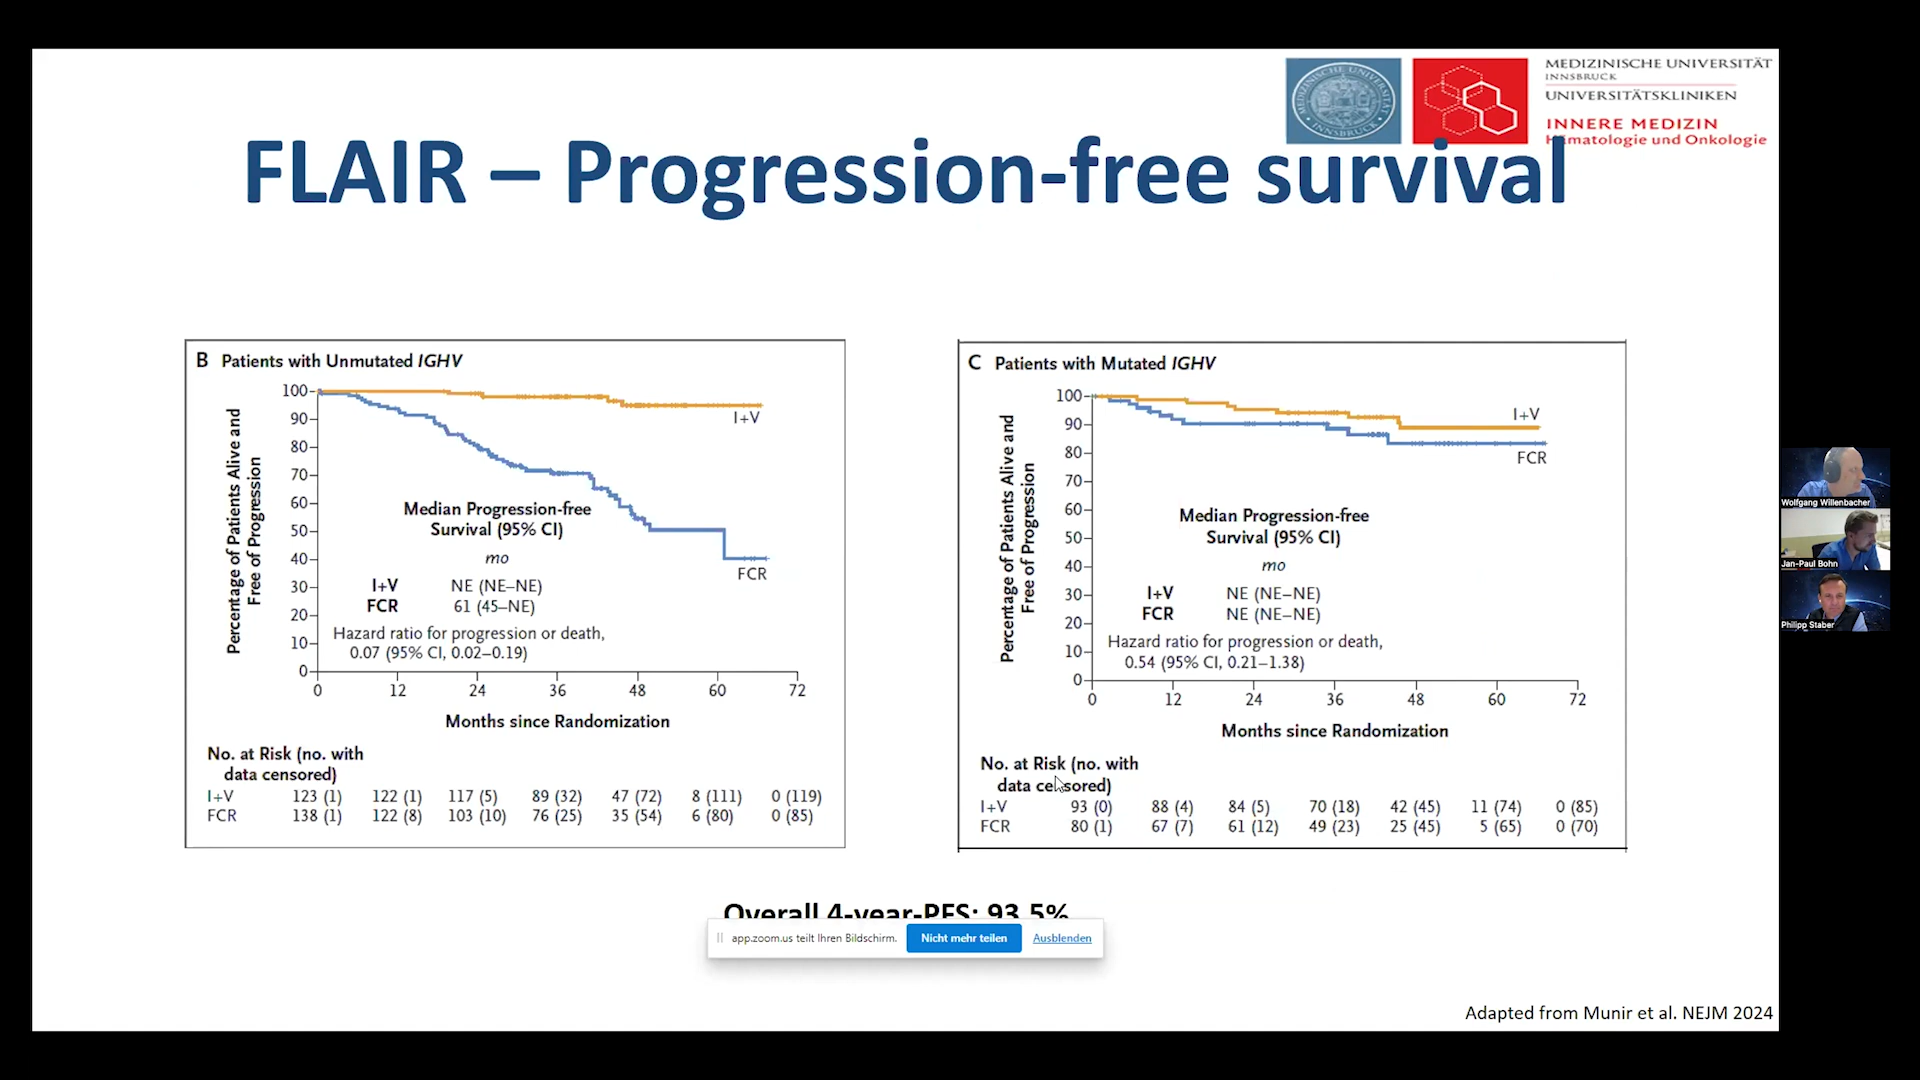 MEDIZINISCHE UNIVERSITÄT
INNSBRUCK
UNIVERSITÄTSKLINIKEN
INNERE MEDIZIN
Hämatologie und Onkologie
FLAIR – Progression-free survival
B Patients with Unmutated IGHV
Percentage of Patients Alive and
Free of Progression
100
90
80
70
60
50
40
30
20
10
0
I+V
FCR
Median Progression-free
Survival (95% CI)
mo
I+V NE (NE–NE)
FCR 61 (45–NE)
Hazard ratio for progression or death,
0.07 (95% CI, 0.02–0.19)
0 12 24 36 48 60 72
Months since Randomization
No. at Risk (no. with
data censored)
I+V 123 (1) 122 (1) 117 (5) 89 (32) 47 (72) 8 (111) 0 (119)
FCR 138 (1) 122 (8) 103 (10) 76 (25) 35 (54) 6 (80) 0 (85)
C Patients with Mutated IGHV
Percentage of Patients Alive and
Free of Progression
100
90
80
70
60
50
40
30
20
10
0
I+V
FCR
Median Progression-free
Survival (95% CI)
mo
I+V NE (NE–NE)
FCR NE (NE–NE)
Hazard ratio for progression or death,
0.54 (95% CI, 0.21–1.38)
0 12 24 36 48 60 72
Months since Randomization
No. at Risk (no. with
data censored)
I+V 93 (0) 88 (4) 84 (5) 70 (18) 42 (45) 11 (74) 0 (85)
FCR 80 (1) 67 (7) 61 (12) 49 (23) 25 (45) 5 (65) 0 (70)
Overall 4-year-PFS: 93.5%
app.zoom.us teilt Ihren Bildschirm. Nicht mehr teilen Ausblenden
Adapted from Munir et al. NEJM 2024
Wolfgang Willenbacher
Jan-Paul Bohn
Philipp Staber